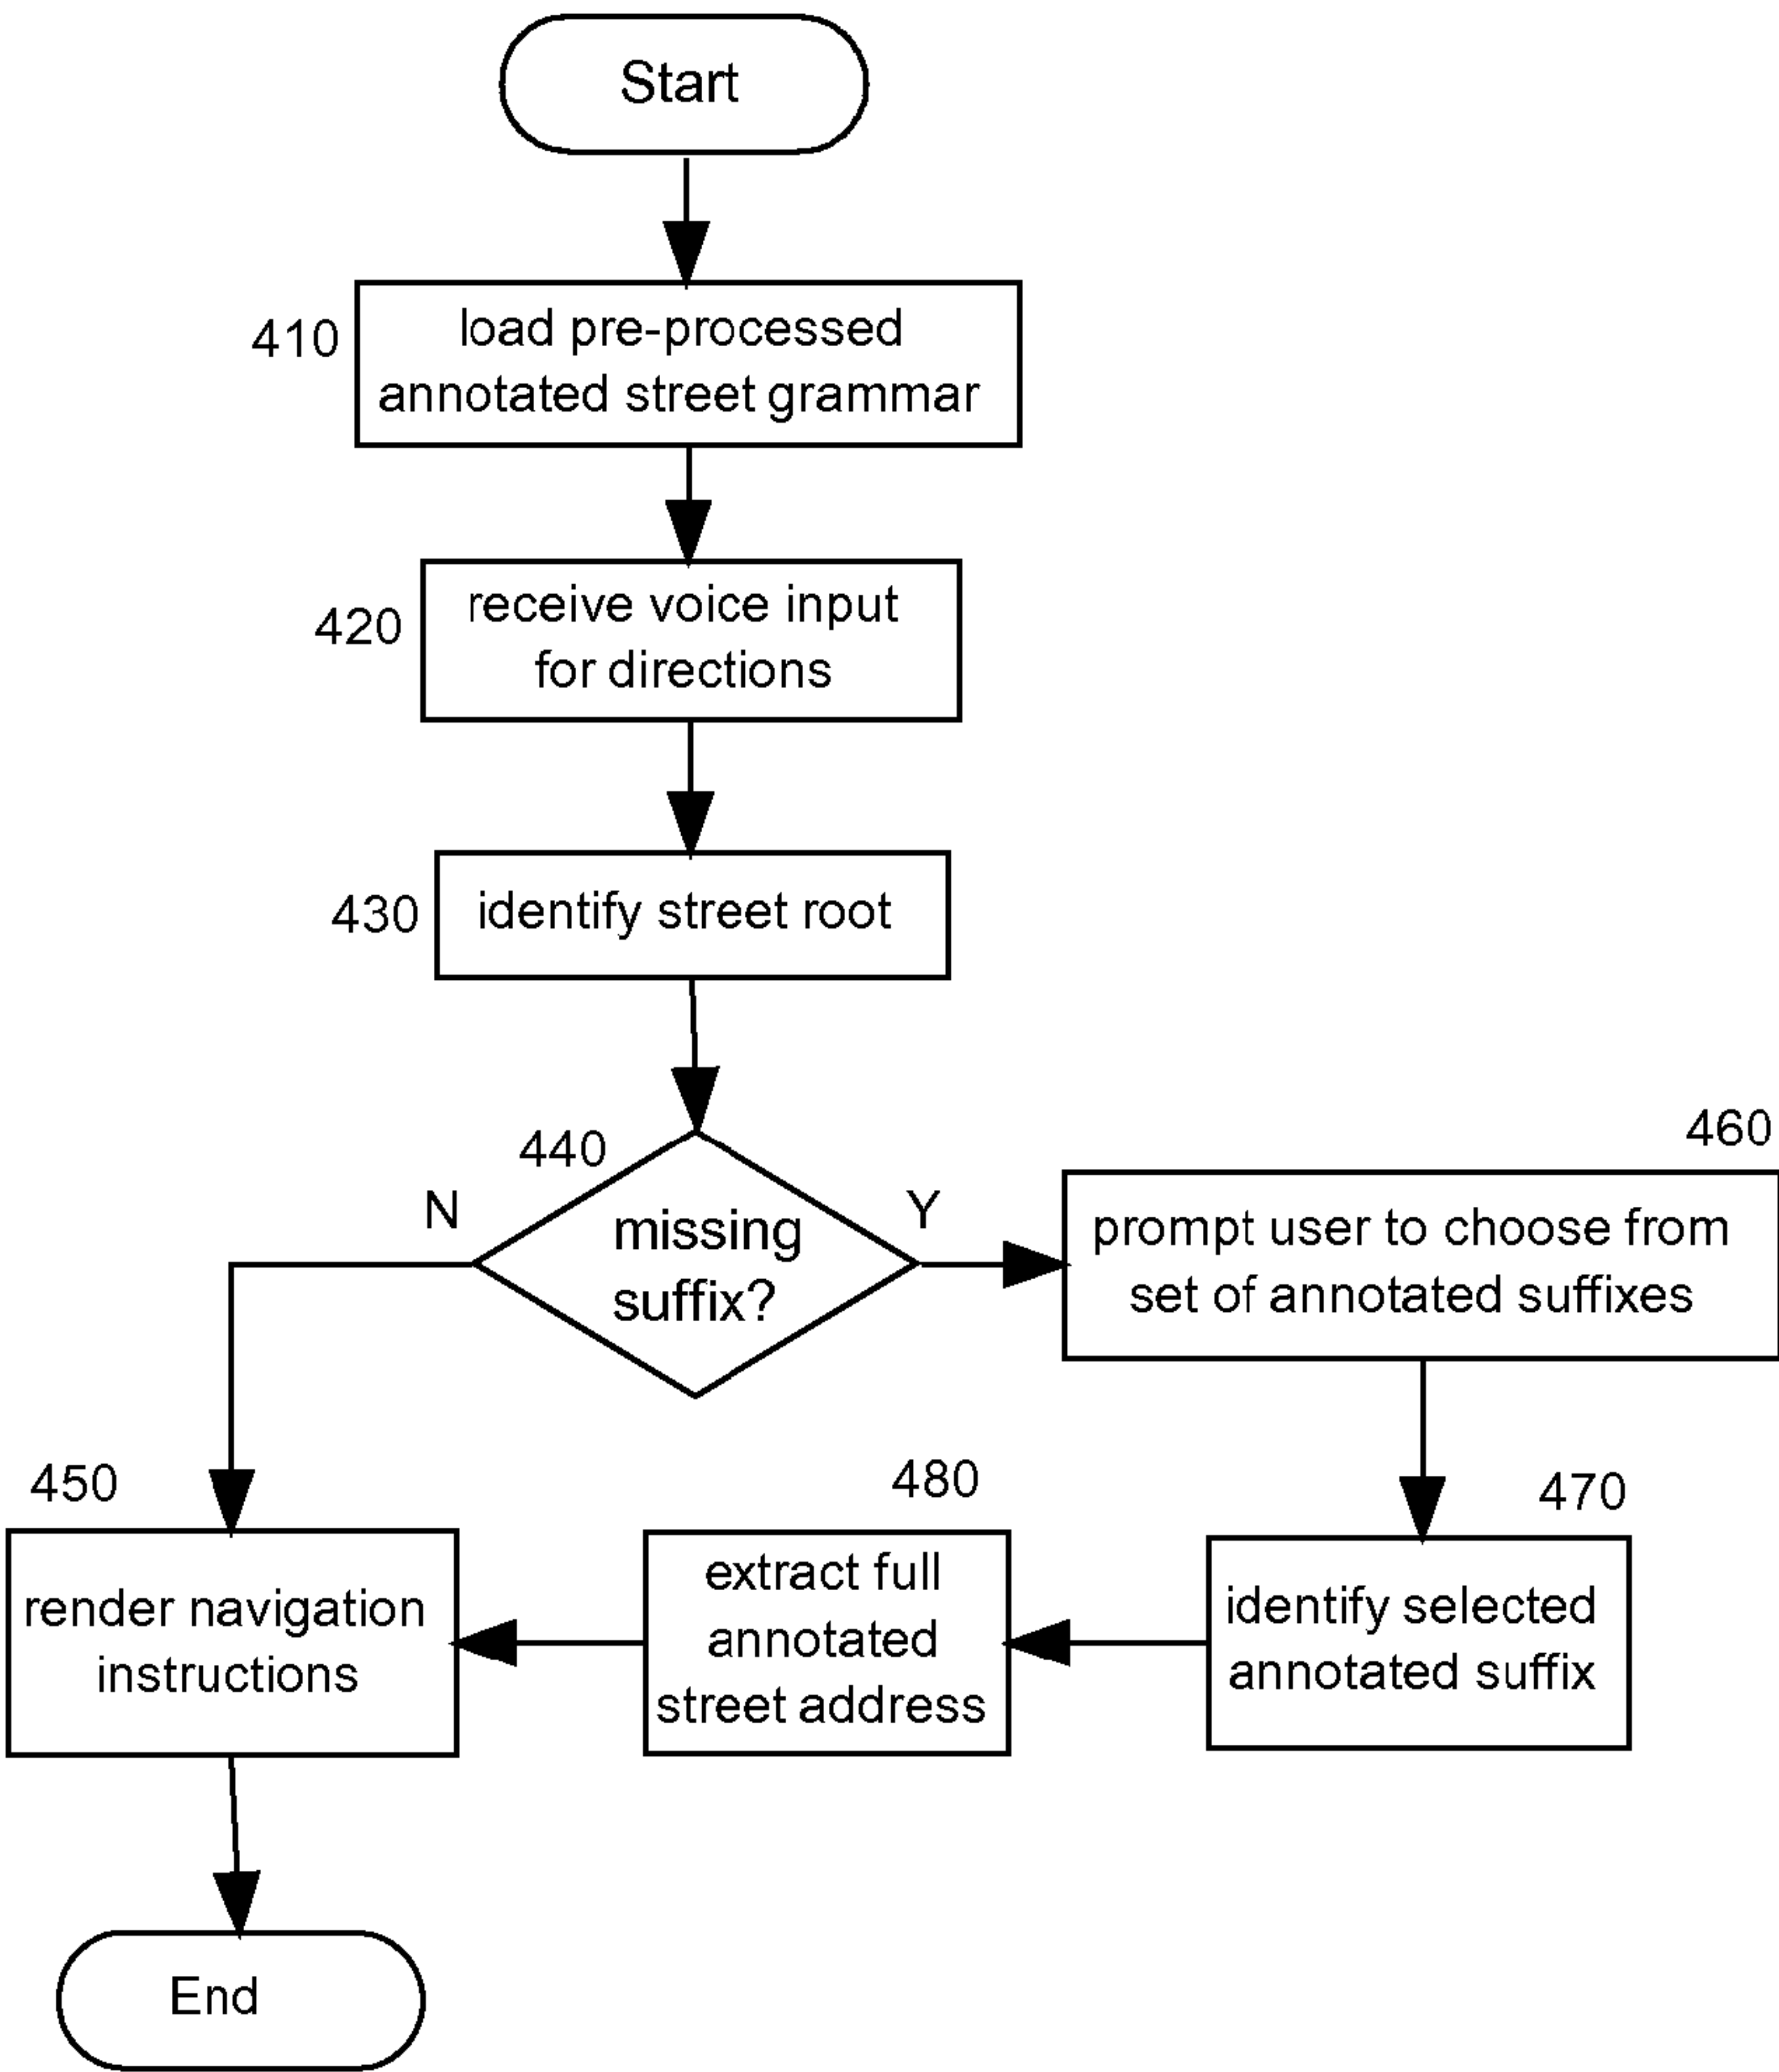 Start
410
load pre-processed
annotated street grammar
420
receive voice input
for directions
430
identify street root
440
N
Y
missing
suffix?
460
prompt user to choose from
set of annotated suffixes
450
render navigation
instructions
480
extract full
annotated
street address
470
identify selected
annotated suffix
End